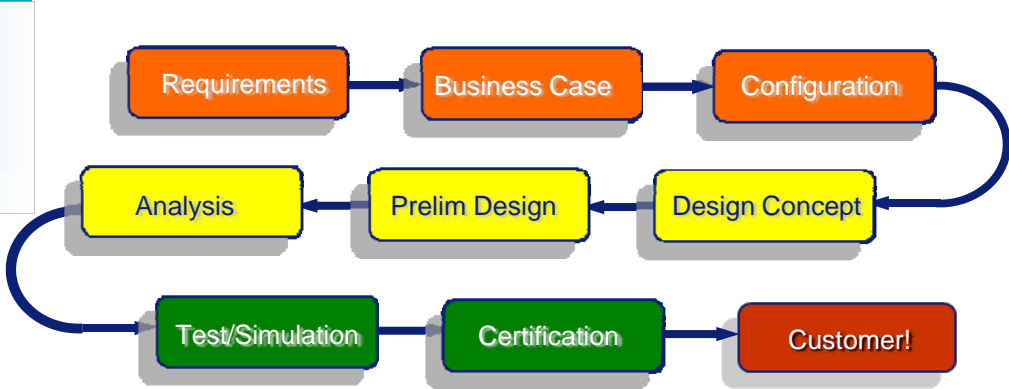 Requirements
Business Case
Configuration
Design Concept
Prelim Design
Analysis
Test/Simulation
Certification
Customer!